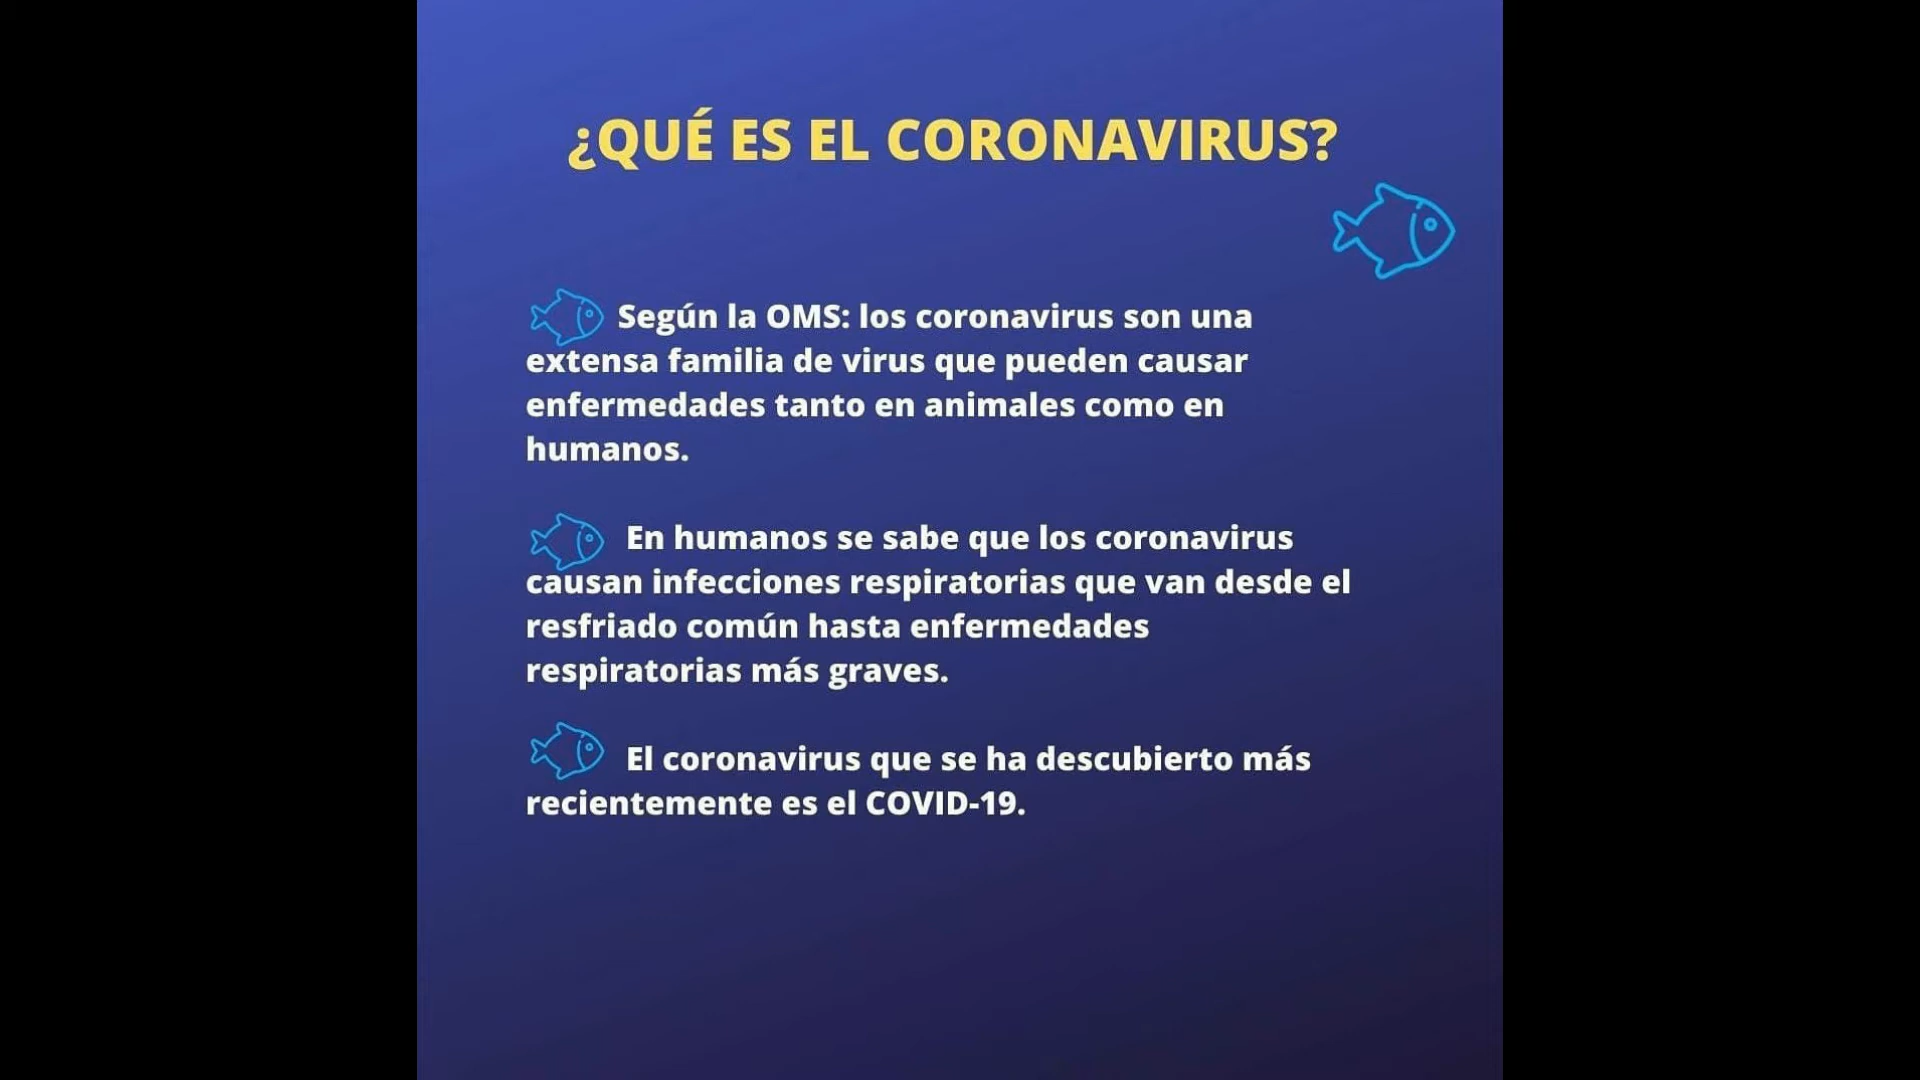 ¿QUÉ ES EL CORONAVIRUS?
Según la OMS: los coronavirus son una
extensa familia de virus que pueden causar
enfermedades tanto en animales como en
humanos.
En humanos se sabe que los coronavirus
causan infecciones respiratorias que van desde el
resfriado común hasta enfermedades
respiratorias más graves.
El coronavirus que se ha descubierto más
recientemente es el COVID-19.